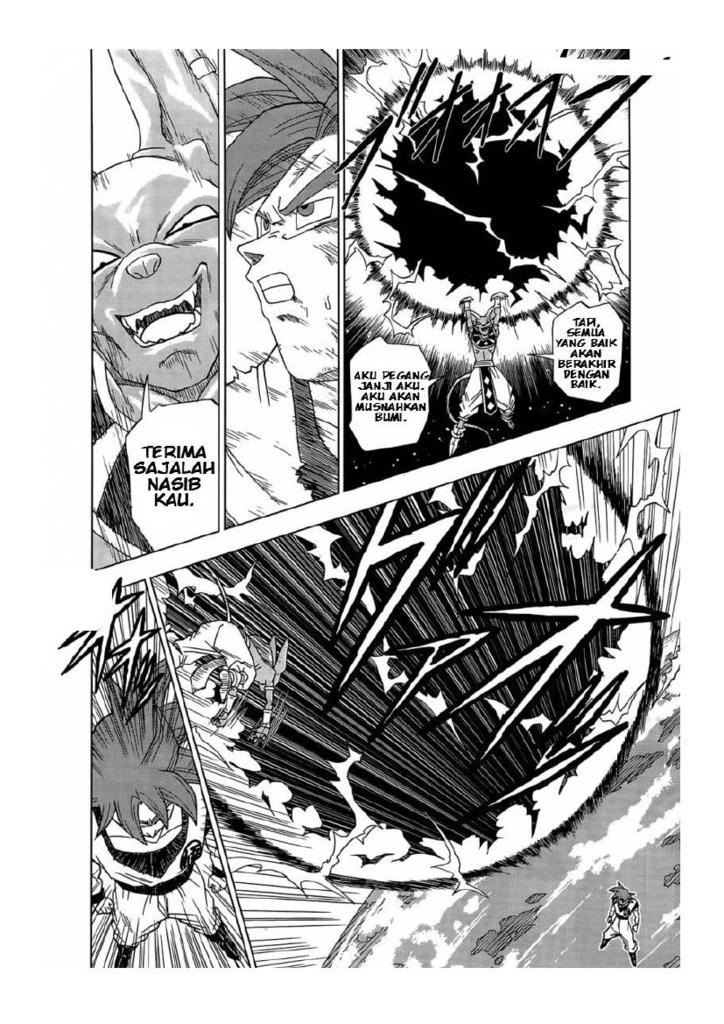 TAPI,
SEMUA
YANG BAIK
AKAN
BERAKHIR
DENGAN
BAIK.
AKU PEGANG
JANJI AKU.
AKU AKAN
MUSNAHKAN
BUMI.
TERIMA
SAJALAH
NASIB
KAU.